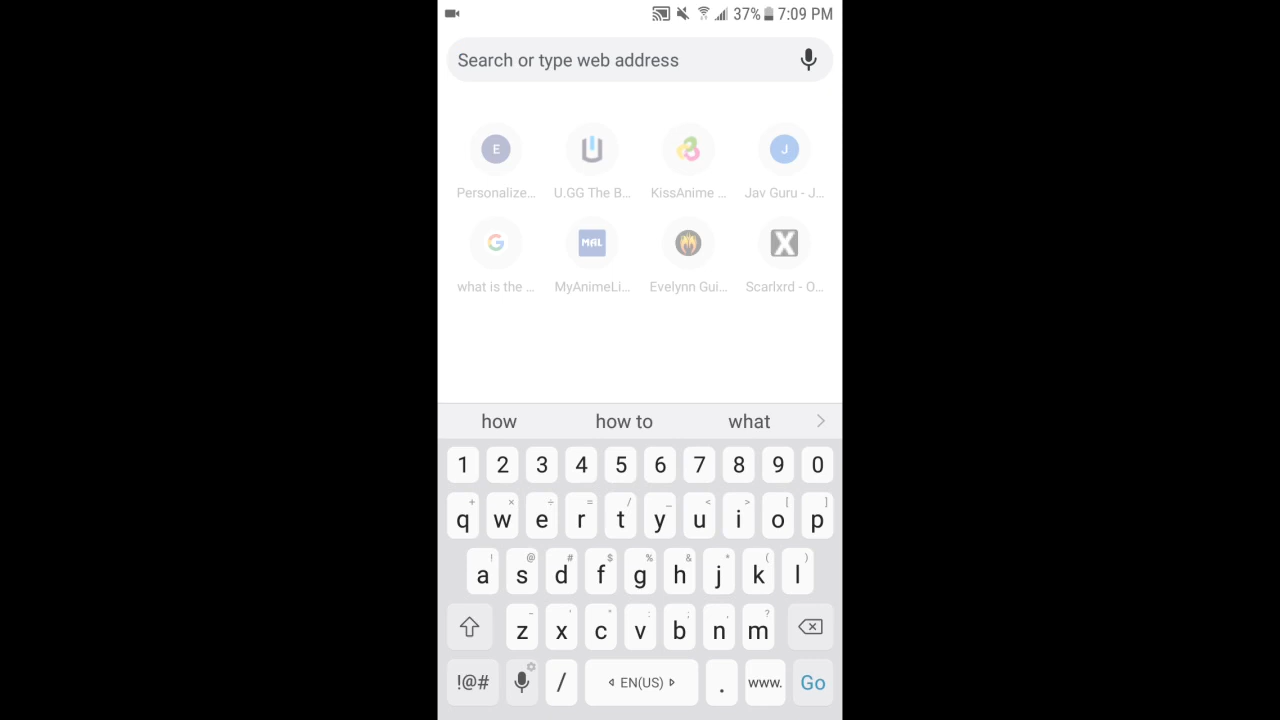 37% 7:09 PM
Search or type web address
E J
Personalize... U.GG The B... KissAnime ... Jav Guru - J...
G MAL X
what is the ... MyAnimeLi... Evelynn Gui... Scarlxrd - O...
how how to what
1 2 3 4 5 6 7 8 9 0
+ × ÷ = / _ < > [ ]
q w e r t y u i o p
! @ # $ % & * ( )
a s d f g h j k l
- ' " : ; , ?
z x c v b n m
!@# / EN(US) . www. Go